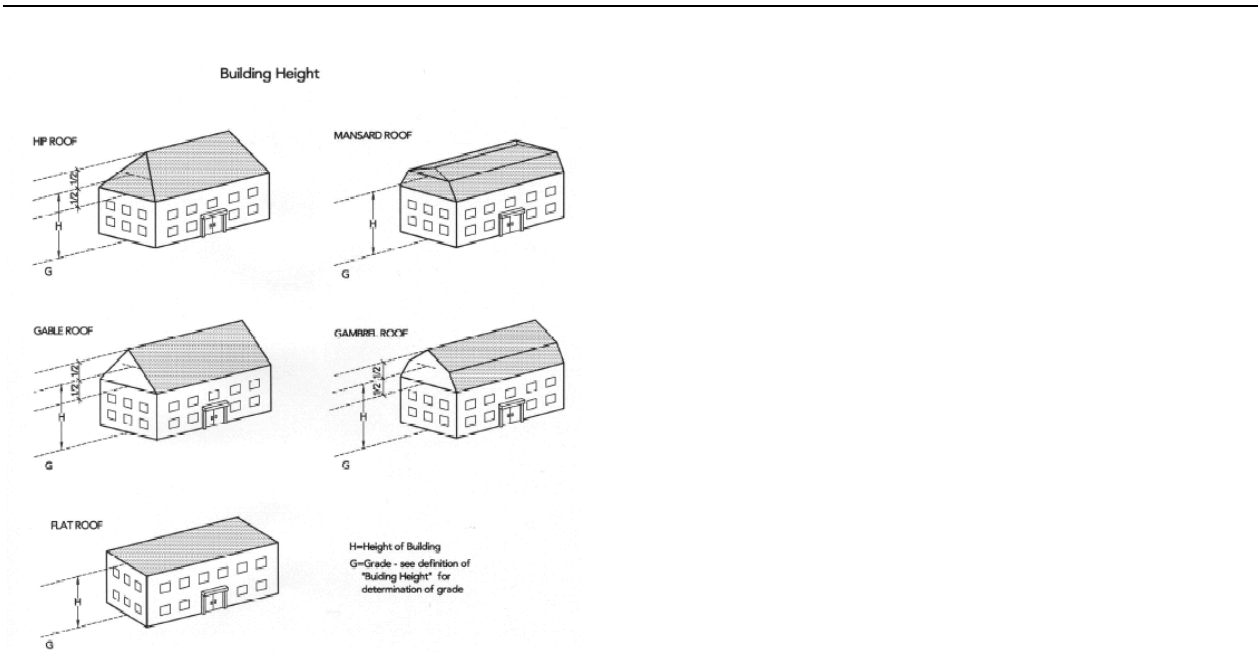 Building Height
HIP ROOF
1/2
1/2
H
G
MANSARD ROOF
H
G
GABLE ROOF
1/2
1/2
H
G
GAMBREL ROOF
1/2
1/2
H
G
FLAT ROOF
H
G
H=Height of Building
G=Grade - see definition of
"Buiding Height" for
determination of grade